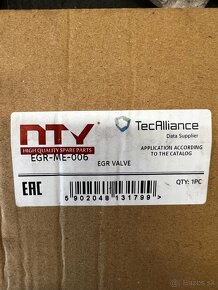 NTY
HIGH QUALITY SPARE PARTS
TecAlliance
Data Supplier
APPLICATION ACCORDING
TO THE CATALOG
EGR-ME-006
EGR VALVE
EAC
QTY: 1PC
5 902048 131799 >